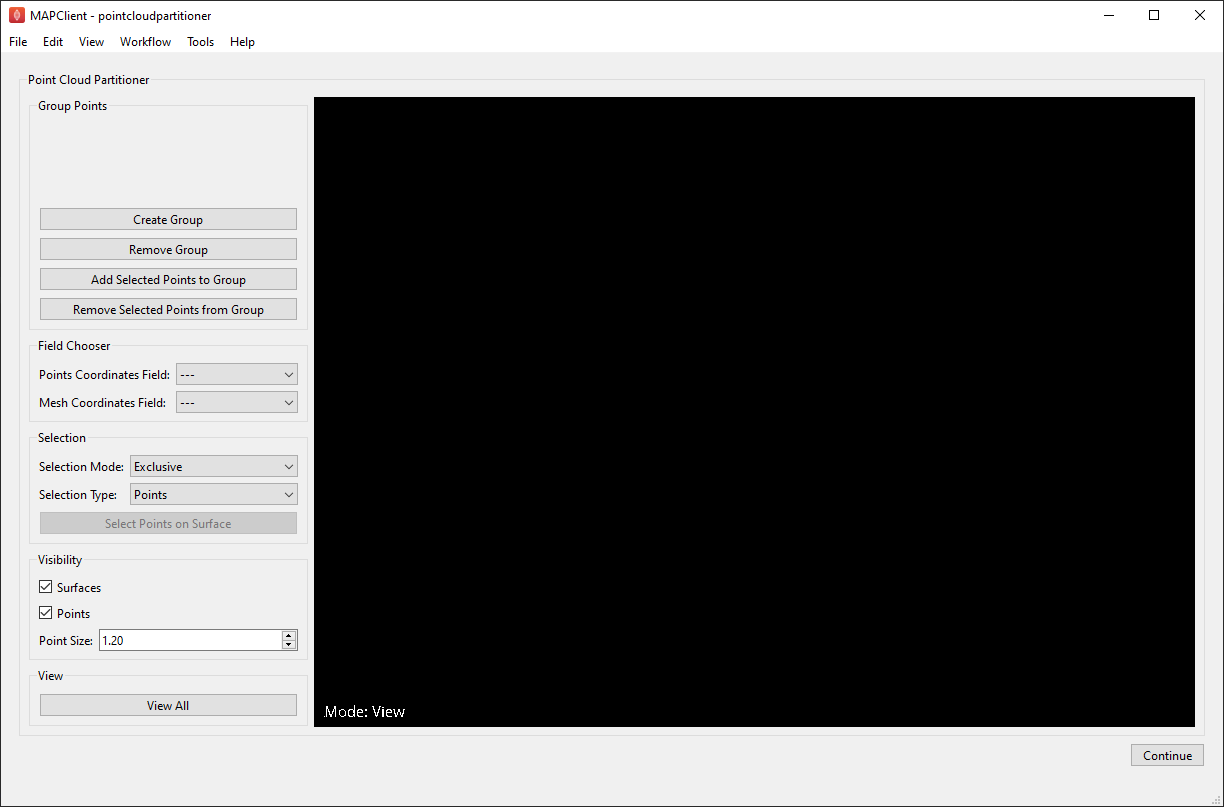 MAPClient - pointcloudpartitioner
File Edit View Workflow Tools Help
Point Cloud Partitioner
Group Points
Create Group
Remove Group
Add Selected Points to Group
Remove Selected Points from Group
Field Chooser
Points Coordinates Field: ---
Mesh Coordinates Field: ---
Selection
Selection Mode: Exclusive
Selection Type: Points
Select Points on Surface
Visibility
Surfaces
Points
Point Size: 1.20
View
View All
Mode: View
Continue